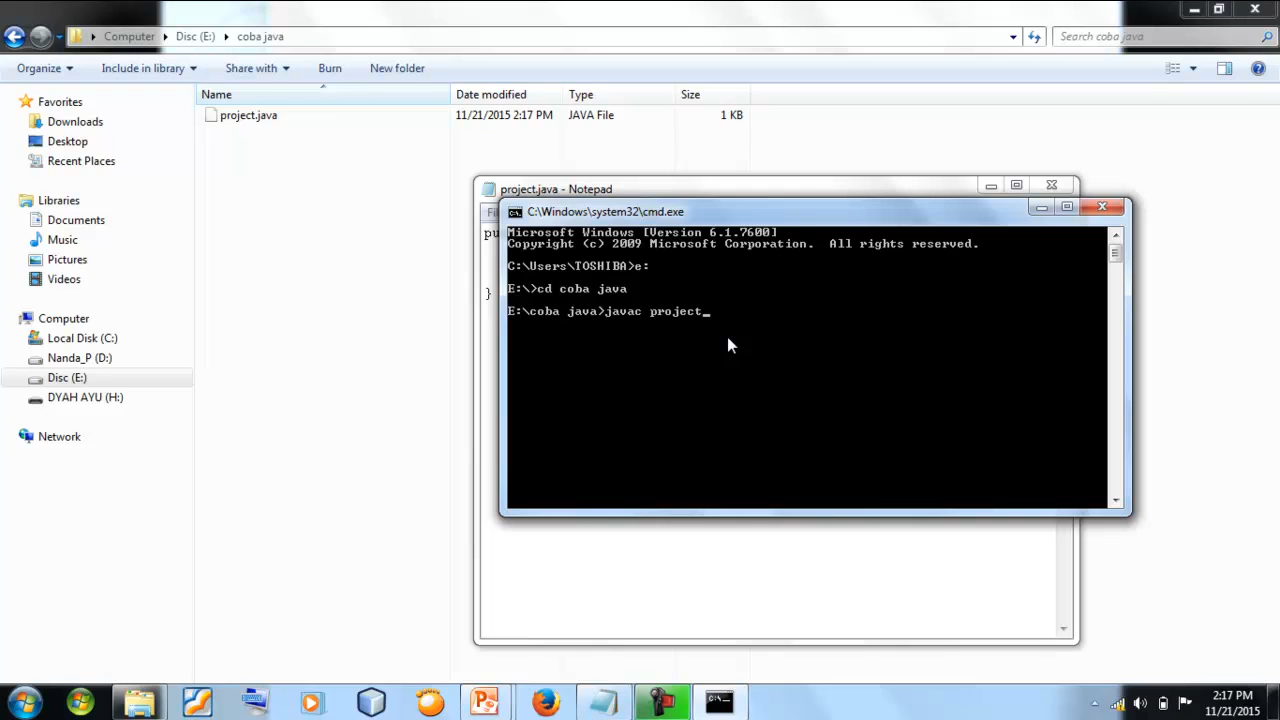 Computer ▸ Disc (E:) ▸ coba java
Search coba java
Organize Include in library Share with Burn New folder
Name Date modified Type Size
project.java 11/21/2015 2:17 PM JAVA File 1 KB
Favorites
Downloads
Desktop
Recent Places
Libraries
Documents
Music
Pictures
Videos
Computer
Local Disk (C:)
Nanda_P (D:)
Disc (E:)
DYAH AYU (H:)
Network
project.java - Notepad
C:\Windows\system32\cmd.exe
Microsoft Windows [Version 6.1.7600]
Copyright (c) 2009 Microsoft Corporation.  All rights reserved.
C:\Users\TOSHIBA>e:
E:\>cd coba java
E:\coba java>javac project_
}
2:17 PM
11/21/2015